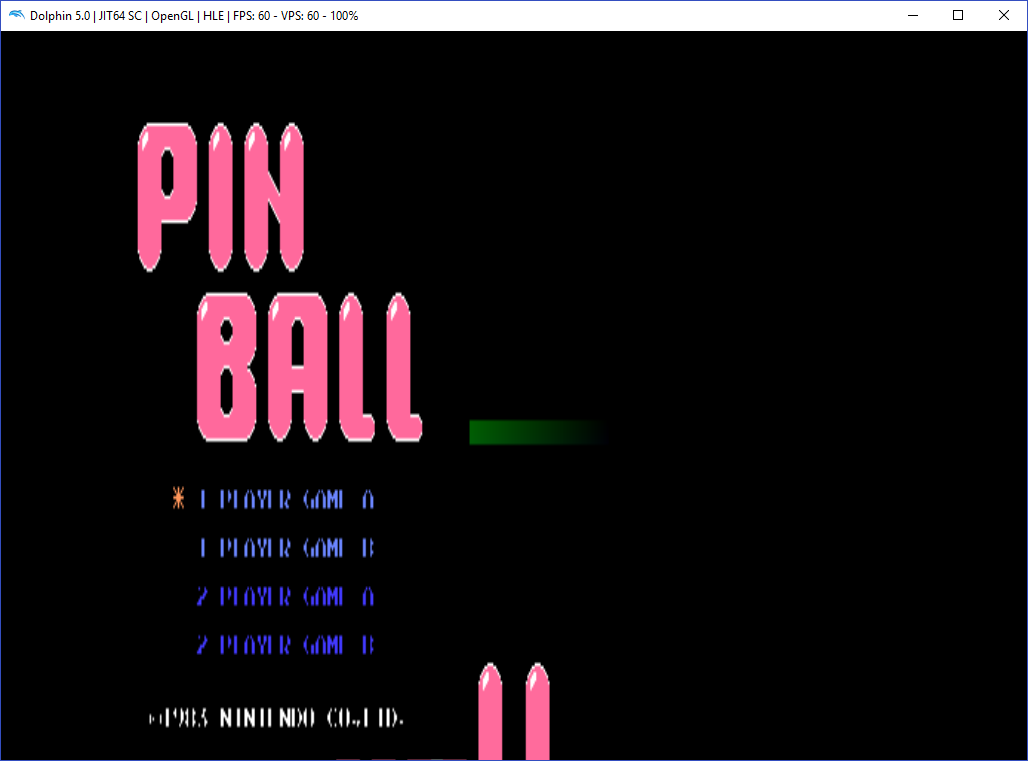 Dolphin 5.0 | JIT64 SC | OpenGL | HLE | FPS: 60 - VPS: 60 - 100%
PIN
BALL
* 1 PLAYER GAME A
1 PLAYER GAME B
2 PLAYER GAME A
2 PLAYER GAME B
©1983 NINTENDO CO.,LTD.